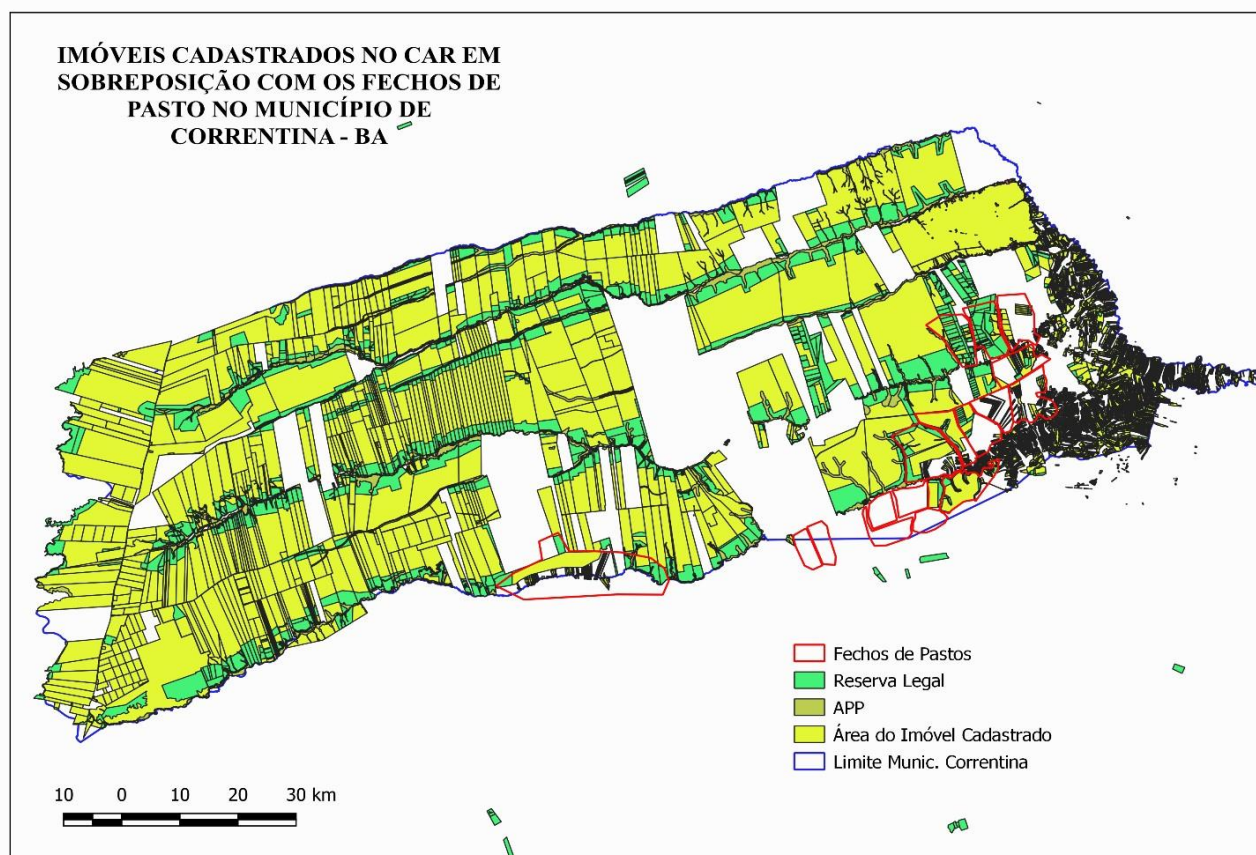 IMÓVEIS CADASTRADOS NO CAR EM
SOBREPOSIÇÃO COM OS FECHOS DE
PASTO NO MUNICÍPIO DE
CORRENTINA - BA
Fechos de Pastos
Reserva Legal
APP
Área do Imóvel Cadastrado
Limite Munic. Correntina
10 0 10 20 30 km